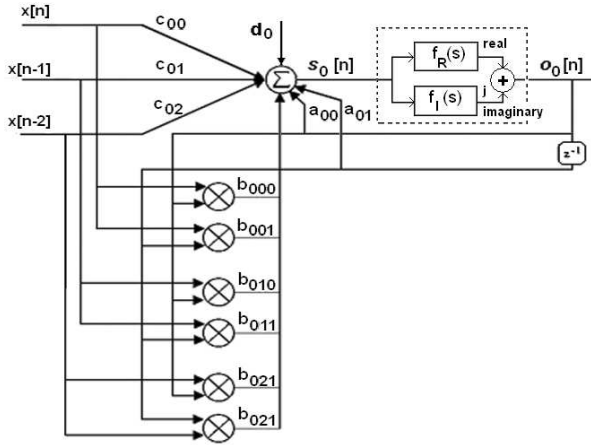 x[n]
c00
d0
x[n-1]
c01
Σ
s0 [n]
fR(s)
real
+
o0[n]
c02
a00
a01
fI(s)
j
imaginary
x[n-2]
z-1
b000
b001
b010
b011
b021
b021